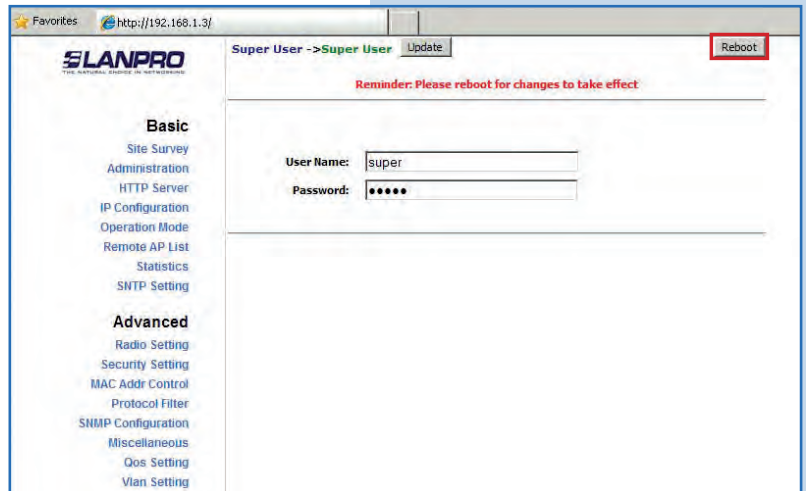 Favorites http://192.168.1.3/
LANPRO
THE NATURAL CHOICE IN NETWORKING
Super User ->Super User Update Reboot
Reminder: Please reboot for changes to take effect
User Name: super
Password: •••••
Basic
Site Survey
Administration
HTTP Server
IP Configuration
Operation Mode
Remote AP List
Statistics
SNTP Setting
Advanced
Radio Setting
Security Setting
MAC Addr Control
Protocol Filter
SNMP Configuration
Miscellaneous
Qos Setting
Vlan Setting